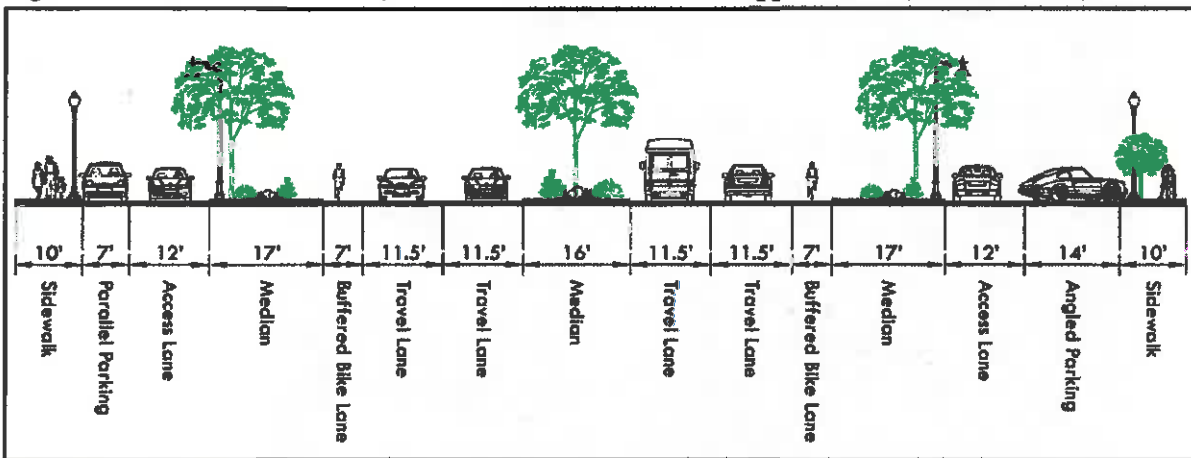 10' 7' 12' 17' 7' 11.5' 11.5' 16' 11.5' 11.5' 7' 17' 12' 14' 10'
Sidewalk
Parallel Parking
Access Lane
Median
Buffered Bike Lane
Travel Lane
Travel Lane
Median
Travel Lane
Travel Lane
Buffered Bike Lane
Median
Access Lane
Angled Parking
Sidewalk